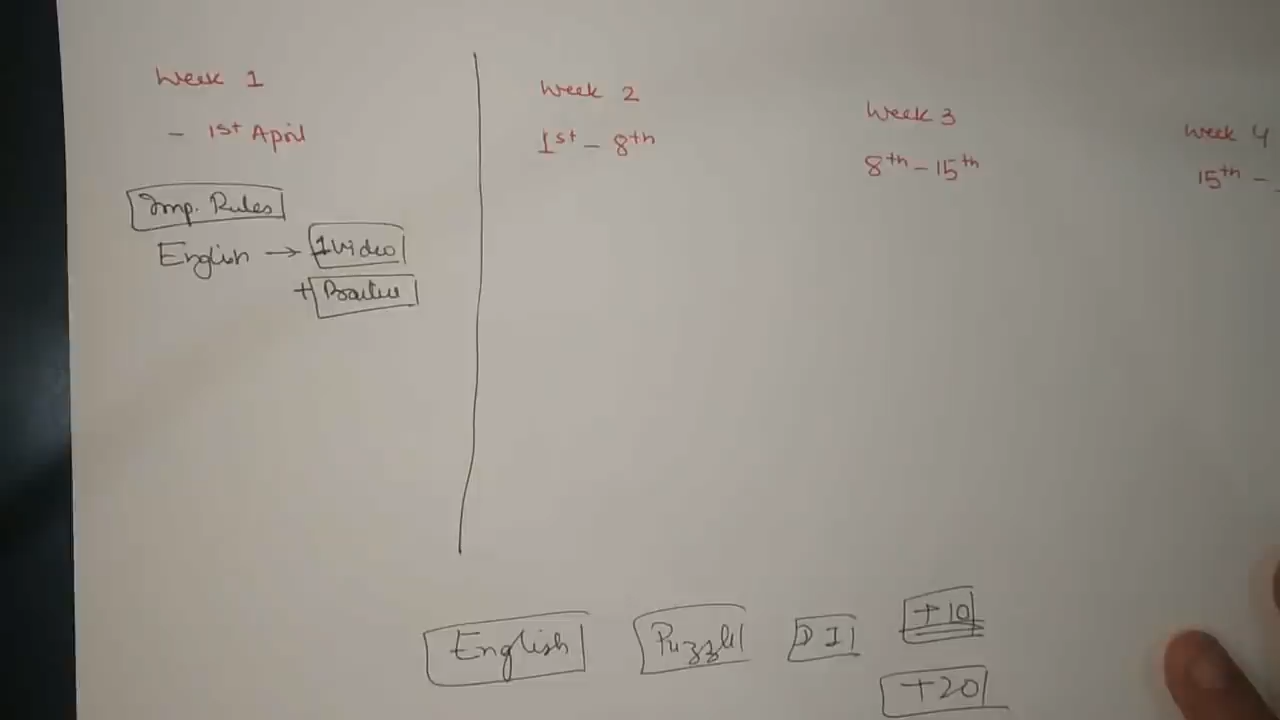 Week 1
- 1st April
Imp. Rules
English → 1 Video
+ Practice
Week 2
1st - 8th
Week 3
8th - 15th
Week 4
15th -
English
Puzzle
DI
+10
+20